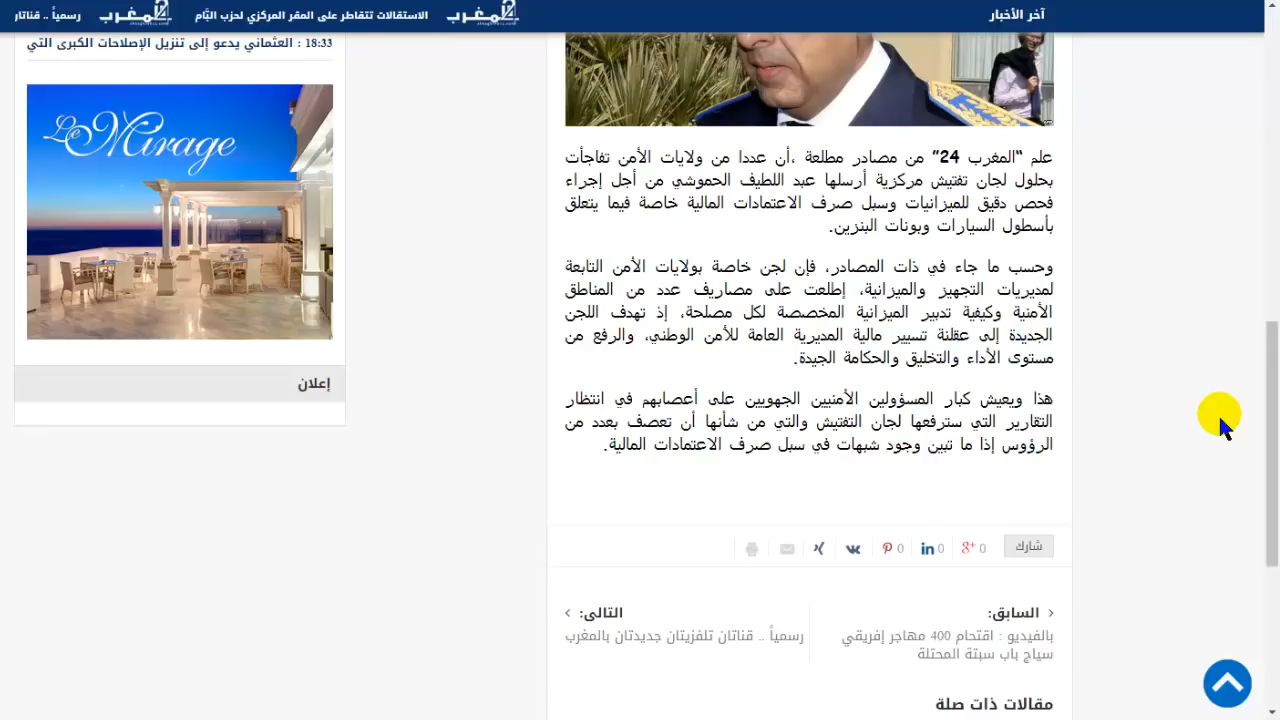 آخر الأخبار
الاستقالات تتقاطر على المقر المركزي لحزب البَّام
المغرب
رسمياً .. قناتان
18:33 : العثماني يدعو إلى تنزيل الإصلاحات الكبرى التي
Le Mirage
إعلان
علم “المغرب 24″ من مصادر مطلعة ،أن عددا من ولايات الأمن تفاجأت
بحلول لجان تفتيش مركزية أرسلها عبد اللطيف الحموشي من أجل إجراء
فحص دقيق للميزانيات وسبل صرف الاعتمادات المالية خاصة فيما يتعلق
بأسطول السيارات وبونات البنزين.
وحسب ما جاء في ذات المصادر، فإن لجن خاصة بولايات الأمن التابعة
لمديريات التجهيز والميزانية، إطلعت على مصاريف عدد من المناطق
الأمنية وكيفية تدبير الميزانية المخصصة لكل مصلحة، إذ تهدف اللجن
الجديدة إلى عقلنة تسيير مالية المديرية العامة للأمن الوطني، والرفع من
مستوى الأداء والتخليق والحكامة الجيدة.
هذا ويعيش كبار المسؤولين الأمنيين الجهويين على أعصابهم في انتظار
التقارير التي سترفعها لجان التفتيش والتي من شأنها أن تعصف بعدد من
الرؤوس إذا ما تبين وجود شبهات في سبل صرف الاعتمادات المالية.
شارك
0
0
0
السابق:
بالفيديو : اقتحام 400 مهاجر إفريقي
سياج باب سبتة المحتلة
التالى:
رسمياً .. قناتان تلفزيتان جديدتان بالمغرب
مقالات ذات صلة